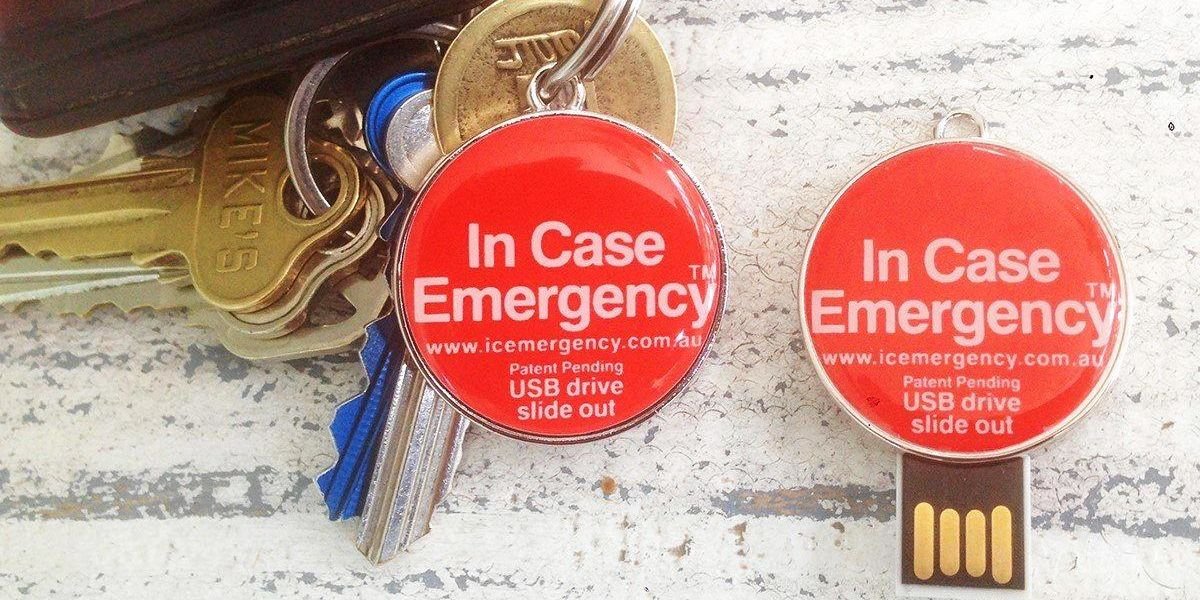 MIKE'S
In Case
Emergency™
www.icemergency.com.au
Patent Pending
USB drive
slide out
In Case
Emergency™
www.icemergency.com.au
Patent Pending
USB drive
slide out